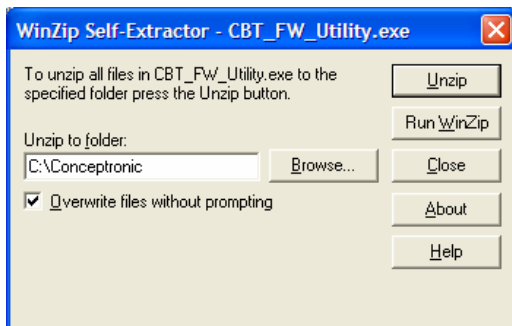 WinZip Self-Extractor - CBT_FW_Utility.exe
To unzip all files in CBT_FW_Utility.exe to the
specified folder press the Unzip button.
Unzip to folder:
C:\Conceptronic
Browse...
Overwrite files without prompting
Unzip
Run WinZip
Close
About
Help